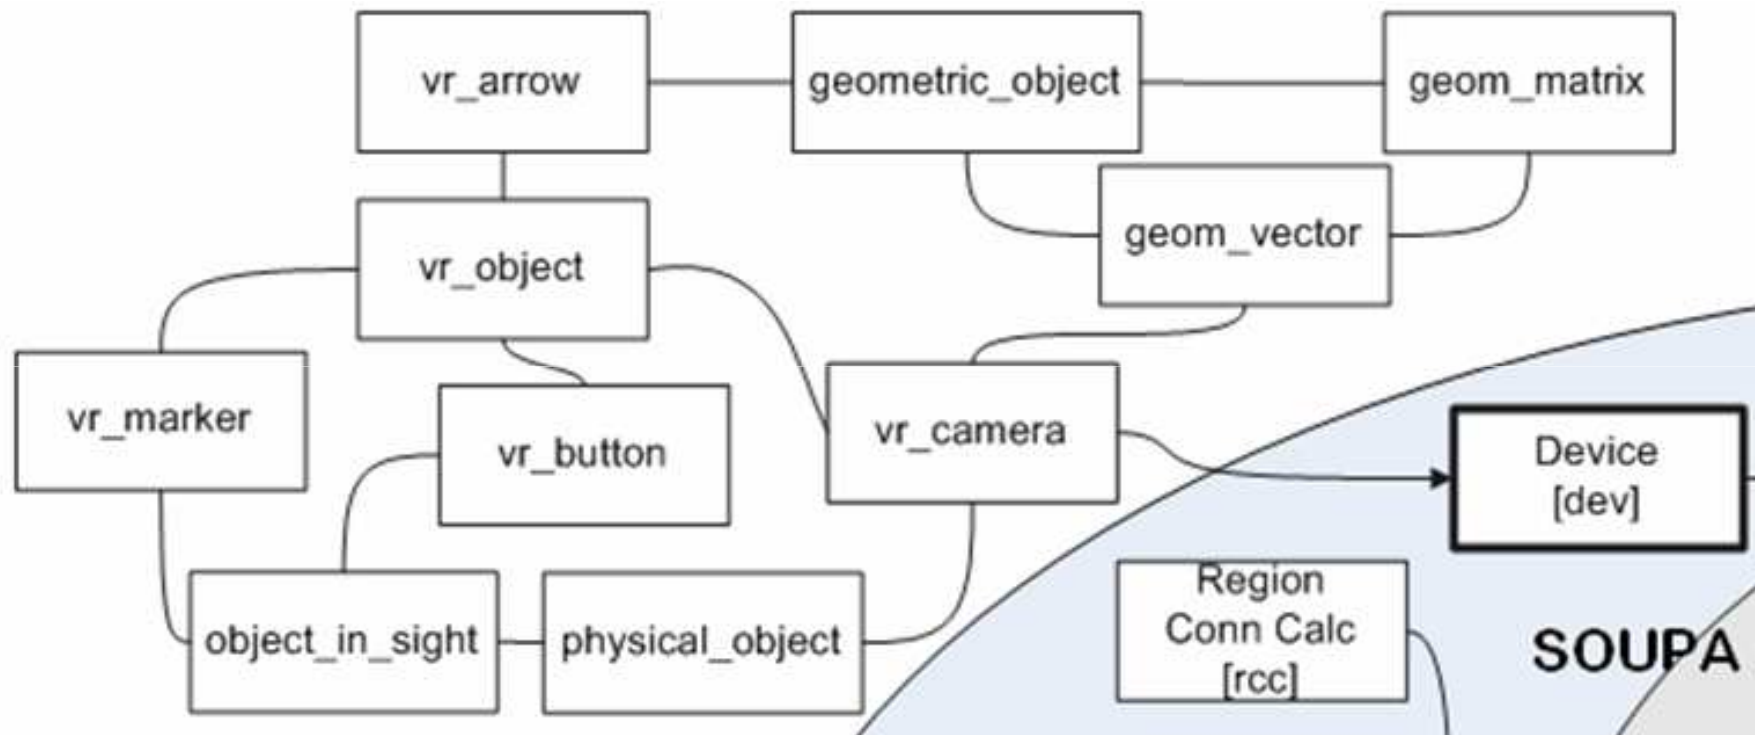 vr_arrow
geometric_object
geom_matrix
vr_object
geom_vector
vr_marker
vr_button
vr_camera
Device
[dev]
object_in_sight
physical_object
Region
Conn Calc
[rcc]
SOUPA